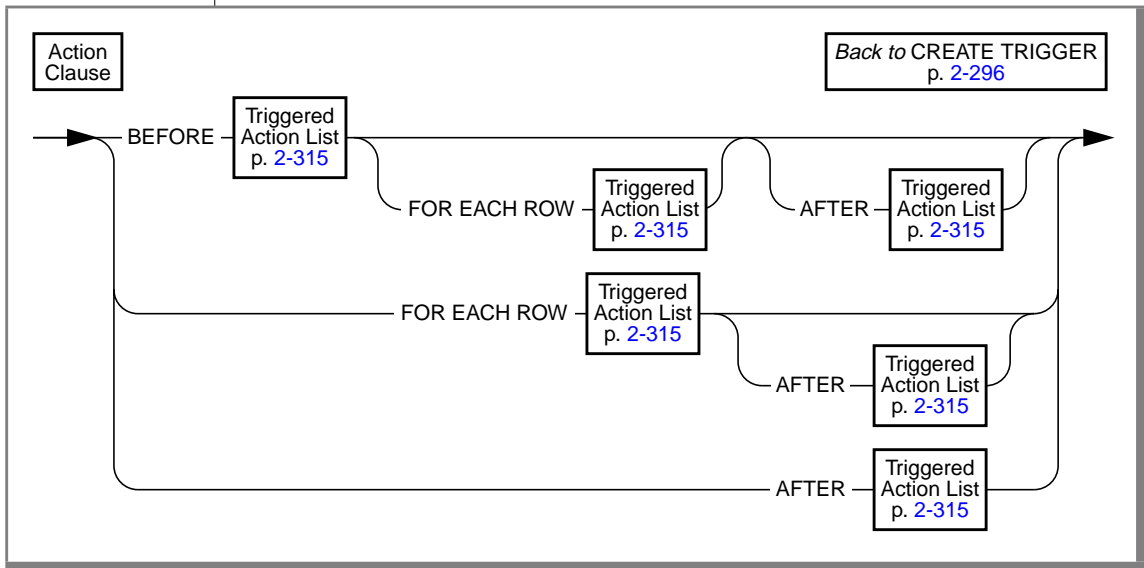 Action
Clause
Back to CREATE TRIGGER
p. 2-296
BEFORE
Triggered
Action List
p. 2-315
FOR EACH ROW
Triggered
Action List
p. 2-315
AFTER
Triggered
Action List
p. 2-315
FOR EACH ROW
Triggered
Action List
p. 2-315
AFTER
Triggered
Action List
p. 2-315
AFTER
Triggered
Action List
p. 2-315